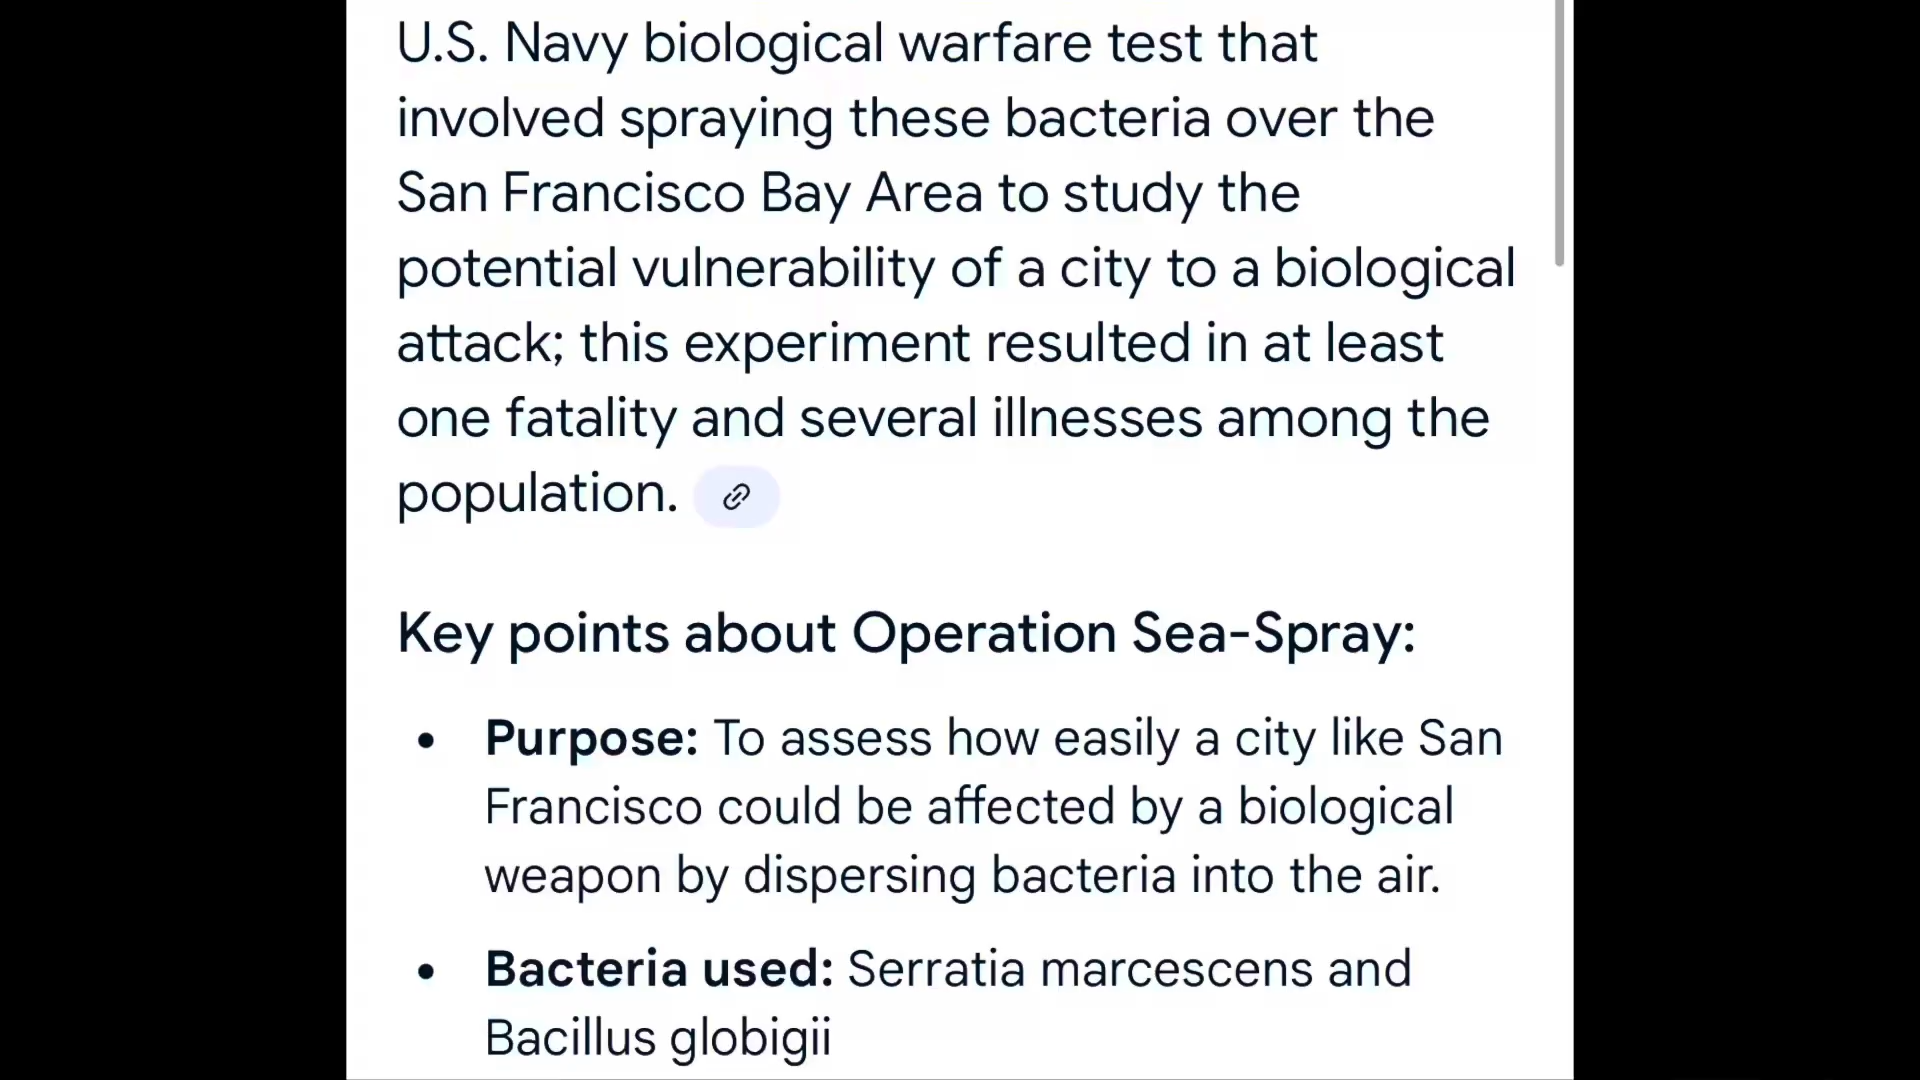 U.S. Navy biological warfare test that
involved spraying these bacteria over the
San Francisco Bay Area to study the
potential vulnerability of a city to a biological
attack; this experiment resulted in at least
one fatality and several illnesses among the
population.
Key points about Operation Sea-Spray:
• Purpose: To assess how easily a city like San
Francisco could be affected by a biological
weapon by dispersing bacteria into the air.
• Bacteria used: Serratia marcescens and
Bacillus globigii